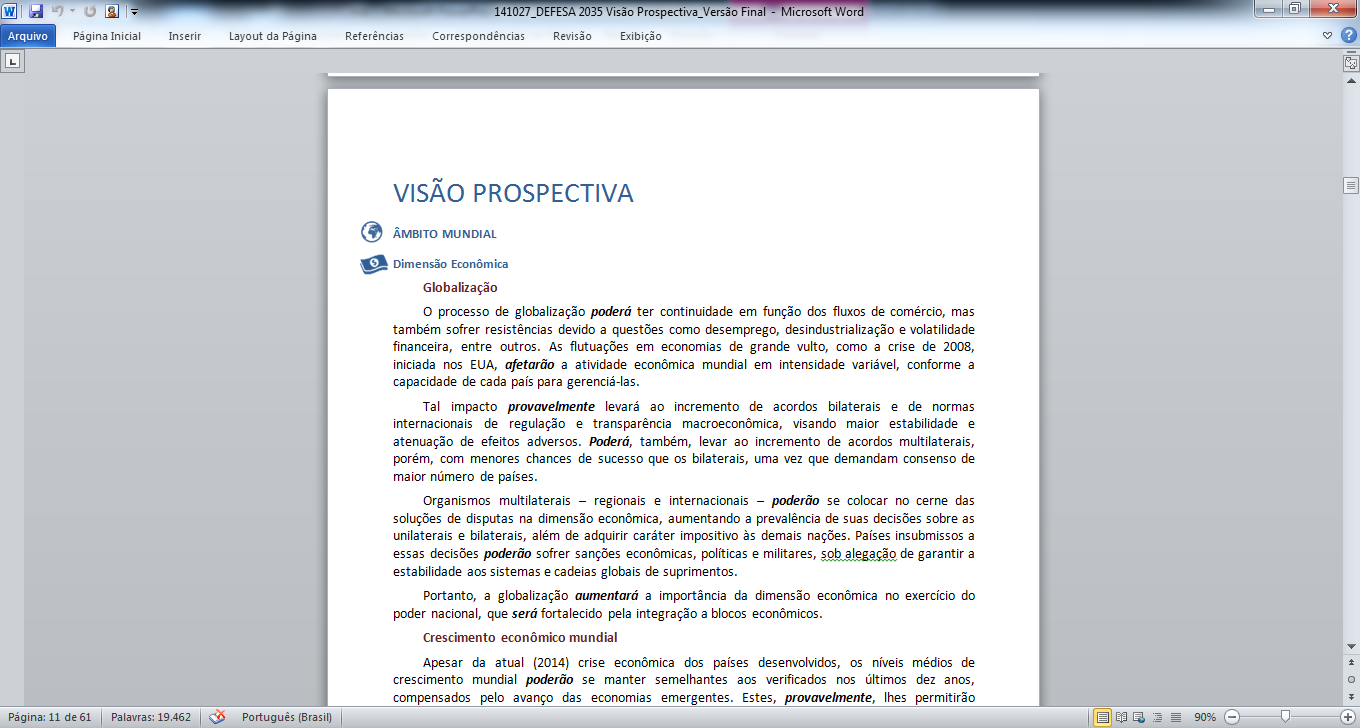 141027_DEFESA 2035 Visão Prospectiva_Versão Final - Microsoft Word
Arquivo Página Inicial Inserir Layout da Página Referências Correspondências Revisão Exibição
VISÃO PROSPECTIVA
ÂMBITO MUNDIAL
Dimensão Econômica
Globalização
O processo de globalização poderá ter continuidade em função dos fluxos de comércio, mas
também sofrer resistências devido a questões como desemprego, desindustrialização e volatilidade
financeira, entre outros. As flutuações em economias de grande vulto, como a crise de 2008,
iniciada nos EUA, afetarão a atividade econômica mundial em intensidade variável, conforme a
capacidade de cada país para gerenciá-las.
Tal impacto provavelmente levará ao incremento de acordos bilaterais e de normas
internacionais de regulação e transparência macroeconômica, visando maior estabilidade e
atenuação de efeitos adversos. Poderá, também, levar ao incremento de acordos multilaterais,
porém, com menores chances de sucesso que os bilaterais, uma vez que demandam consenso de
maior número de países.
Organismos multilaterais – regionais e internacionais – poderão se colocar no cerne das
soluções de disputas na dimensão econômica, aumentando a prevalência de suas decisões sobre as
unilaterais e bilaterais, além de adquirir caráter impositivo às demais nações. Países insubmissos a
essas decisões poderão sofrer sanções econômicas, políticas e militares, sob alegação de garantir a
estabilidade aos sistemas e cadeias globais de suprimentos.
Portanto, a globalização aumentará a importância da dimensão econômica no exercício do
poder nacional, que será fortalecido pela integração a blocos econômicos.
Crescimento econômico mundial
Apesar da atual (2014) crise econômica dos países desenvolvidos, os níveis médios de
crescimento mundial poderão se manter semelhantes aos verificados nos últimos dez anos,
compensados pelo avanço das economias emergentes. Estes, provavelmente, lhes permitirão
Página: 11 de 61 Palavras: 19.462 Português (Brasil) 90%